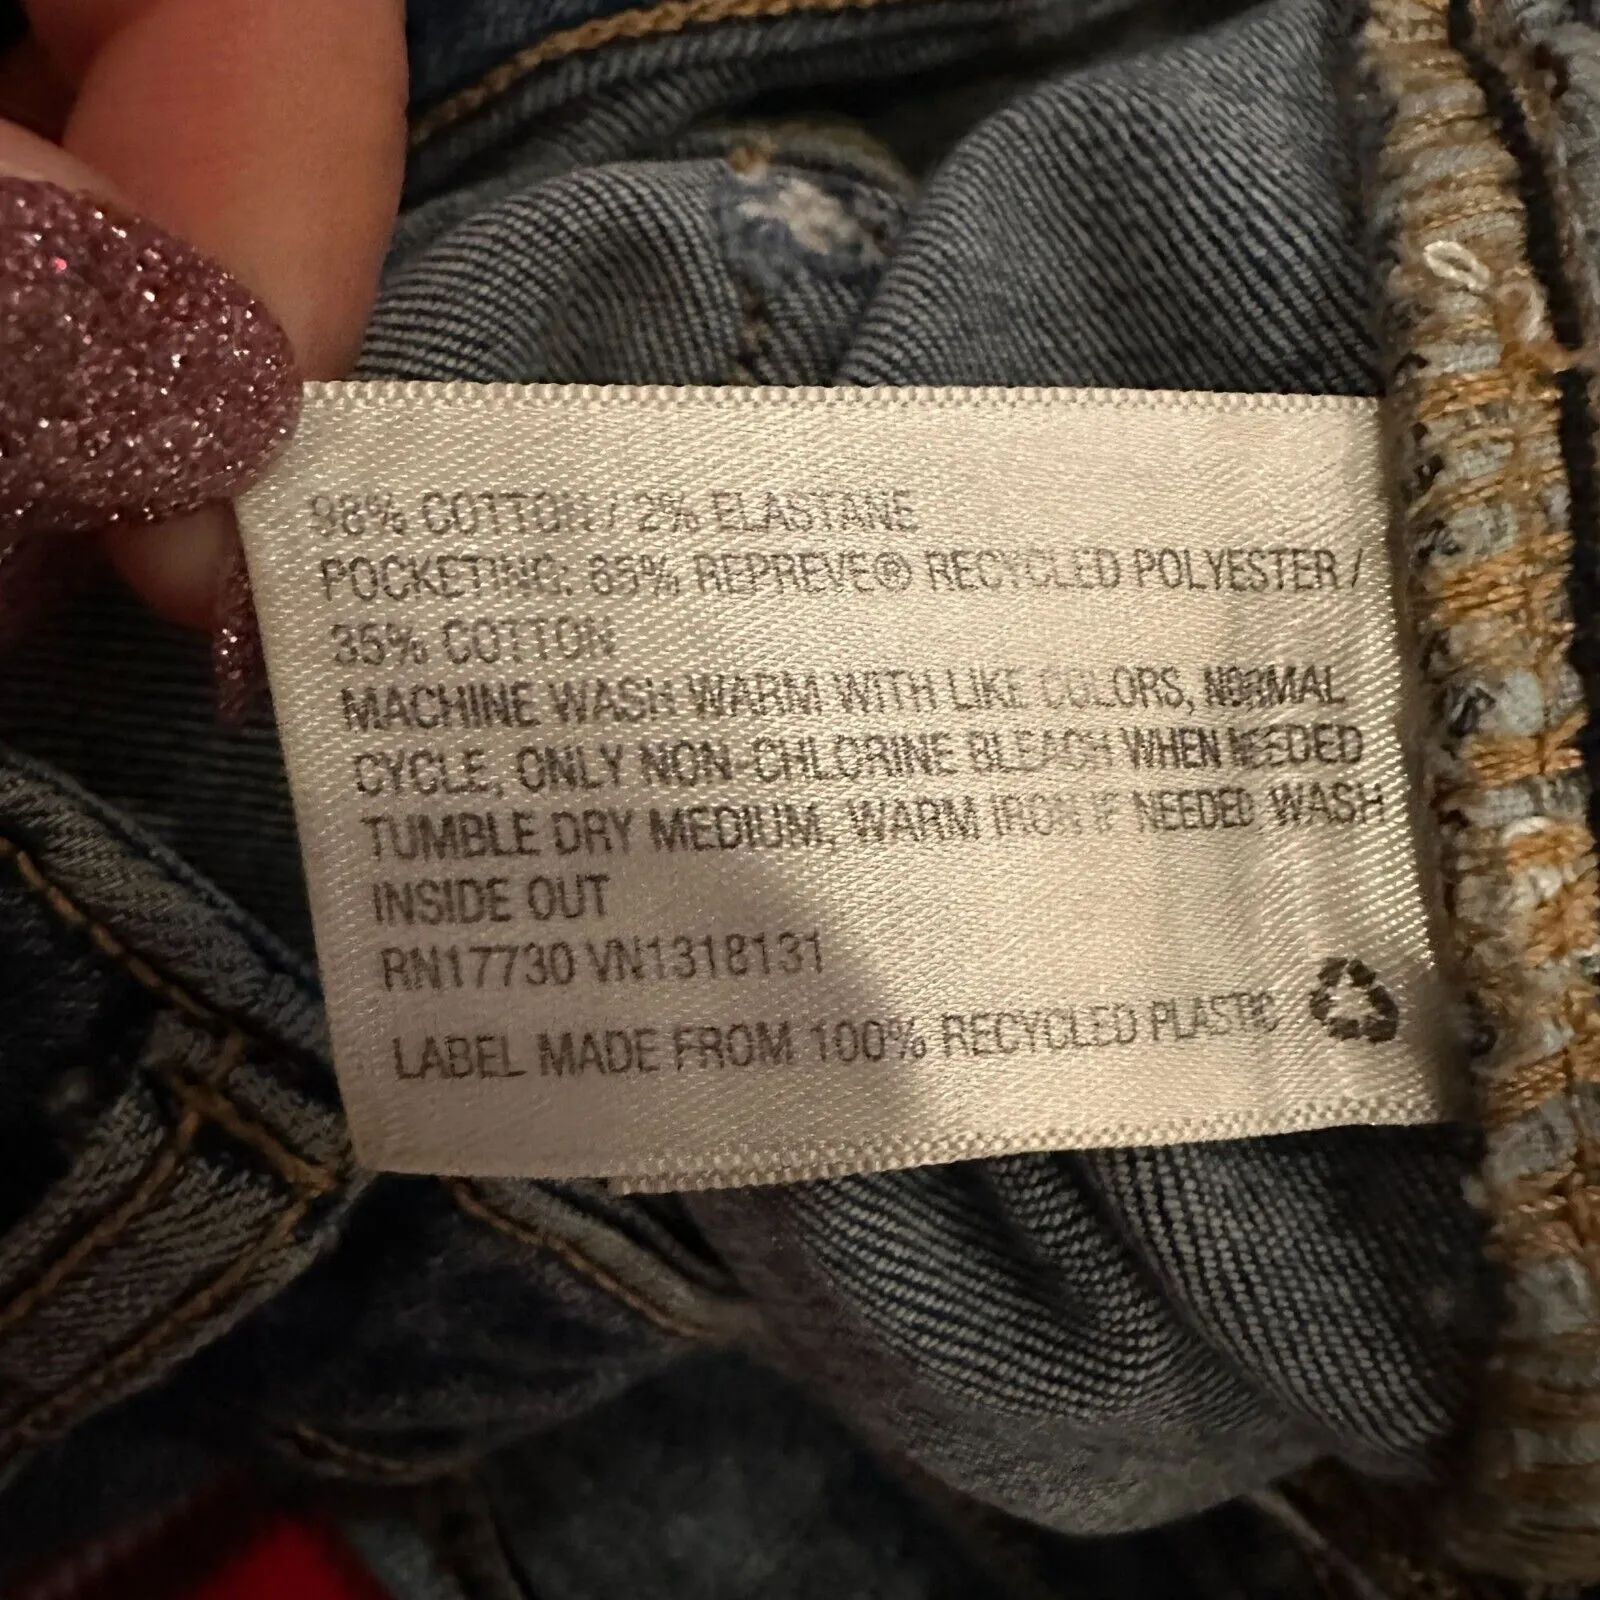 98% COTTON / 2% ELASTANE
POCKETING: 65% REPREVE® RECYCLED POLYESTER /
35% COTTON
MACHINE WASH WARM WITH LIKE COLORS, NORMAL
CYCLE, ONLY NON-CHLORINE BLEACH WHEN NEEDED
TUMBLE DRY MEDIUM, WARM IRON IF NEEDED WASH
INSIDE OUT
RN17730 VN1318131
LABEL MADE FROM 100% RECYCLED PLASTIC